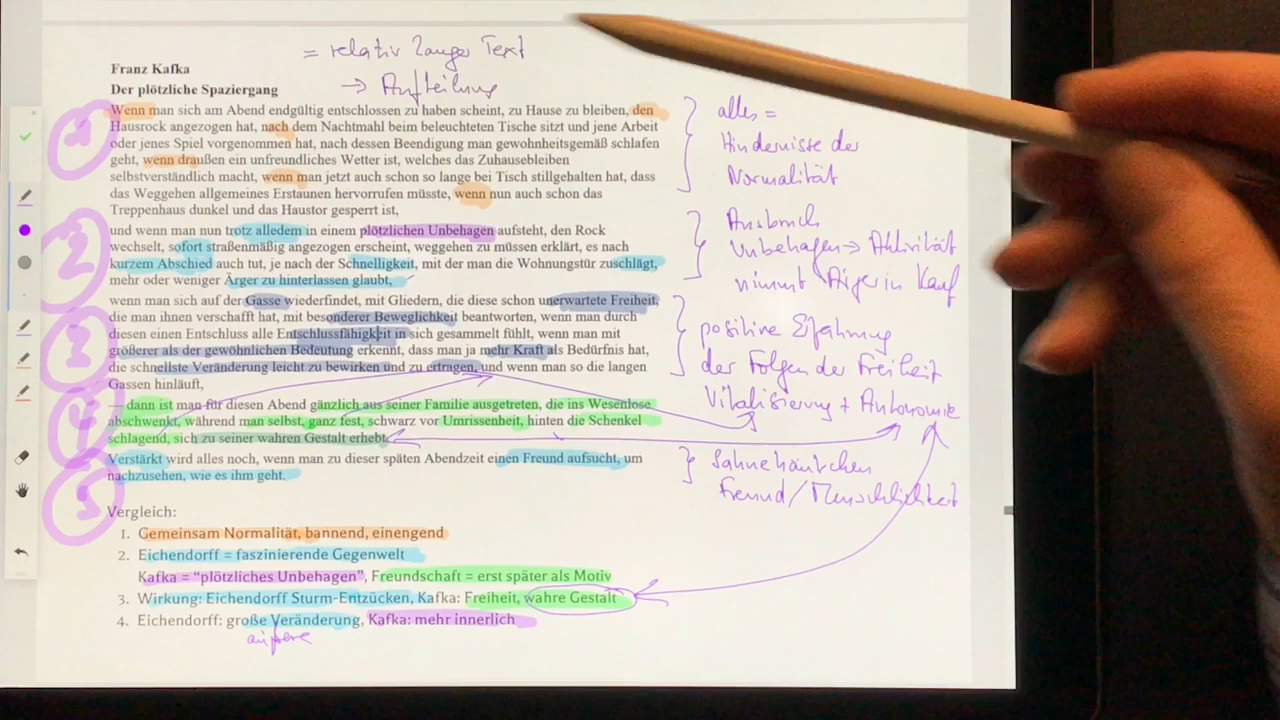 = relativ langer Text
→ Aufteilung
Franz Kafka
Der plötzliche Spaziergang
Wenn man sich am Abend endgültig entschlossen zu haben scheint, zu Hause zu bleiben, den
Hausrock angezogen hat, nach dem Nachtmahl beim beleuchteten Tische sitzt und jene Arbeit
oder jenes Spiel vorgenommen hat, nach dessen Beendigung man gewohnheitsgemäß schlafen
geht, wenn draußen ein unfreundliches Wetter ist, welches das Zuhausebleiben
selbstverständlich macht, wenn man jetzt auch schon so lange bei Tisch stillgehalten hat, dass
das Weggehen allgemeines Erstaunen hervorrufen müsste, wenn nun auch schon das
Treppenhaus dunkel und das Haustor gesperrt ist,
alles =
Hindernisse der
Normalität
und wenn man nun trotz alledem in einem plötzlichen Unbehagen aufsteht, den Rock
wechselt, sofort straßenmäßig angezogen erscheint, weggehen zu müssen erklärt, es nach
kurzem Abschied auch tut, je nach der Schnelligkeit, mit der man die Wohnungstür zuschlägt,
mehr oder weniger Ärger zu hinterlassen glaubt,
Ausbruch
Unbehagen → Aktivität
nimmt Ärger in Kauf
wenn man sich auf der Gasse wiederfindet, mit Gliedern, die diese schon unerwartete Freiheit,
die man ihnen verschafft hat, mit besonderer Beweglichkeit beantworten, wenn man durch
diesen einen Entschluss alle Entschlussfähigkeit in sich gesammelt fühlt, wenn man mit
größerer als der gewöhnlichen Bedeutung erkennt, dass man ja mehr Kraft als Bedürfnis hat,
die schnellste Veränderung leicht zu bewirken und zu ertragen, und wenn man so die langen
Gassen hinläuft,
positive Erfahrung
der Folgen der Freiheit
Vitalisierung + Autonomie
— dann ist man für diesen Abend gänzlich aus seiner Familie ausgetreten, die ins Wesenlose
abschwenkt, während man selbst, ganz fest, schwarz vor Umrissenheit, hinten die Schenkel
schlagend, sich zu seiner wahren Gestalt erhebt.
Verstärkt wird alles noch, wenn man zu dieser späten Abendzeit einen Freund aufsucht, um
nachzusehen, wie es ihm geht.
Sahnehäutchen
Freund/Menschlichkeit
1
2
3
4
5
Vergleich:
1. Gemeinsam Normalität, bannend, einengend
2. Eichendorff = faszinierende Gegenwelt
Kafka = “plötzliches Unbehagen”, Freundschaft = erst später als Motiv
3. Wirkung: Eichendorff Sturm-Entzücken, Kafka: Freiheit, wahre Gestalt
4. Eichendorff: große Veränderung, Kafka: mehr innerlich
äußere